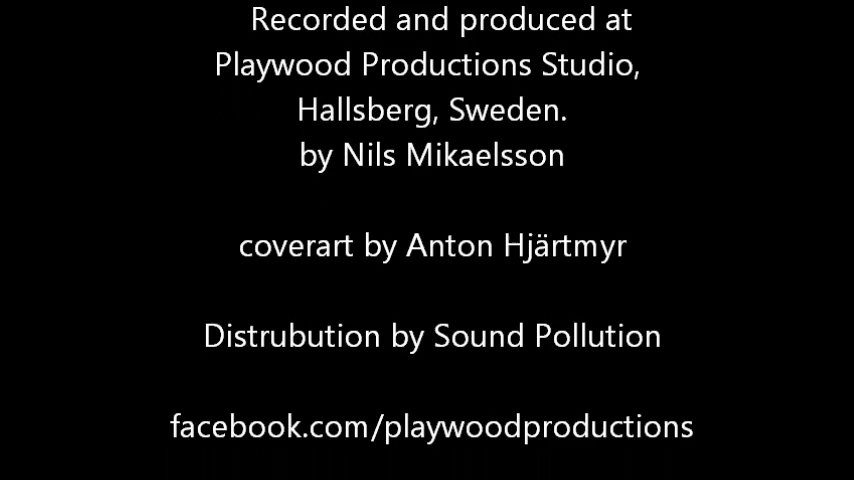 Recorded and produced at
Playwood Productions Studio,
Hallsberg, Sweden.
by Nils Mikaelsson
coverart by Anton Hjärtmyr
Distrubution by Sound Pollution
facebook.com/playwoodproductions